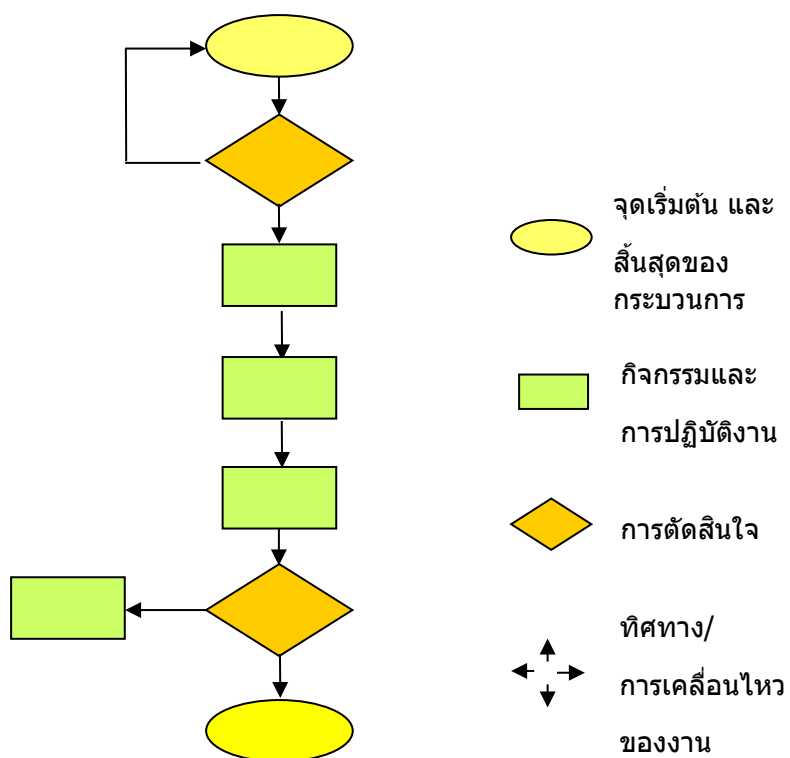 จุดเริ่มต้น และ
สิ้นสุดของ
กระบวนการ
กิจกรรมและ
การปฏิบัติงาน
การตัดสินใจ
ทิศทาง/
การเคลื่อนไหว
ของงาน